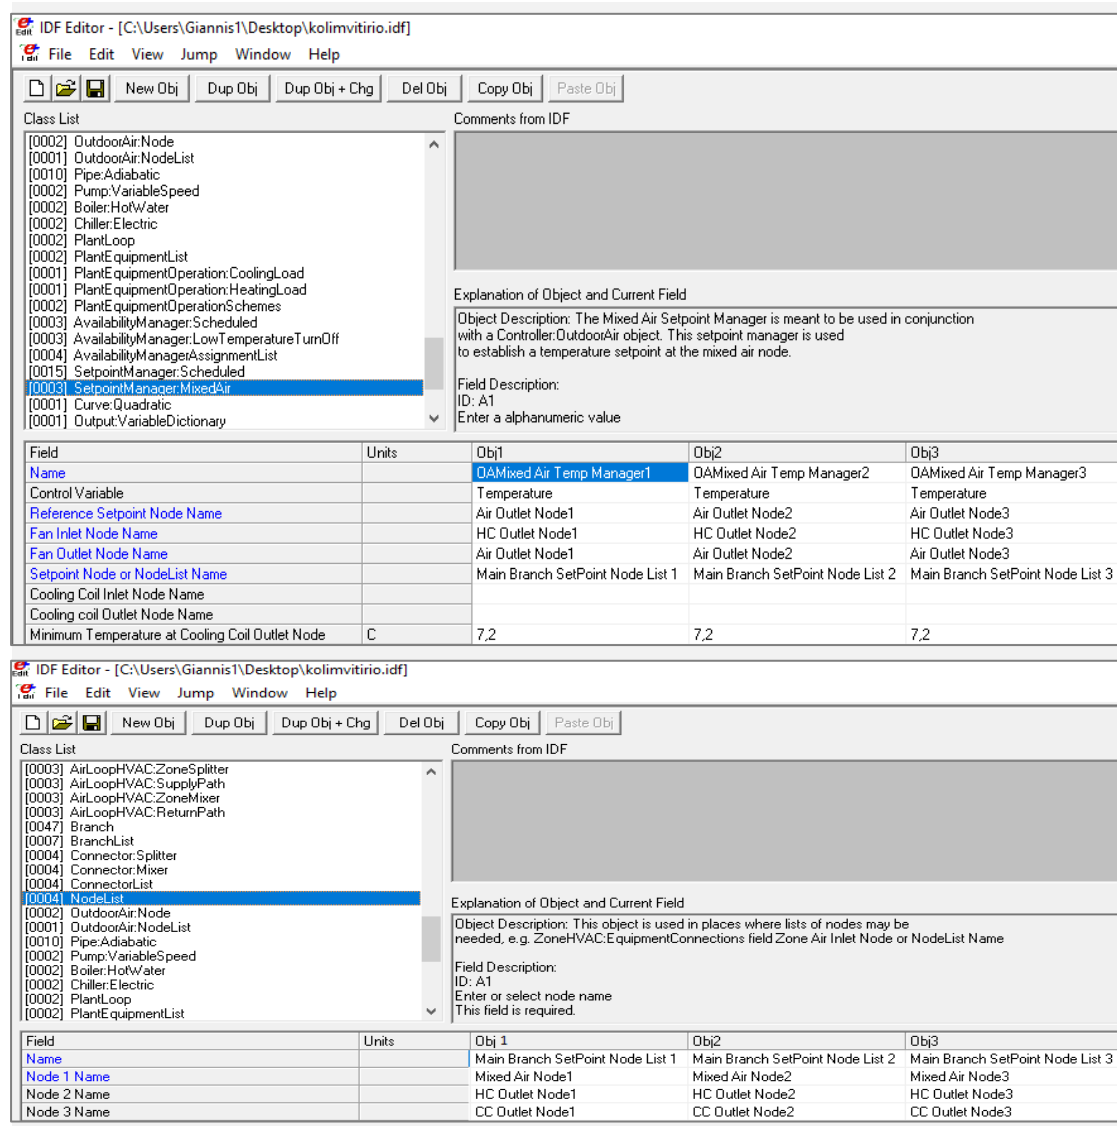 IDF Editor - [C:\Users\Giannis1\Desktop\kolimvitirio.idf]
File Edit View Jump Window Help
New Obj Dup Obj Dup Obj + Chg Del Obj Copy Obj Paste Obj
Class List Comments from IDF
[0002] OutdoorAir:Node
[0001] OutdoorAir:NodeList
[0010] Pipe:Adiabatic
[0002] Pump:VariableSpeed
[0002] Boiler:HotWater
[0002] Chiller:Electric
[0002] PlantLoop
[0002] PlantEquipmentList
[0001] PlantEquipmentOperation:CoolingLoad
[0001] PlantEquipmentOperation:HeatingLoad
[0002] PlantEquipmentOperationSchemes
[0003] AvailabilityManager:Scheduled
[0003] AvailabilityManager:LowTemperatureTurnOff
[0004] AvailabilityManagerAssignmentList
[0015] SetpointManager:Scheduled
[0003] SetpointManager:MixedAir
[0001] Curve:Quadratic
[0001] Output:VariableDictionary
Explanation of Object and Current Field
Object Description: The Mixed Air Setpoint Manager is meant to be used in conjunction
with a Controller:OutdoorAir object. This setpoint manager is used
to establish a temperature setpoint at the mixed air node.
Field Description:
ID: A1
Enter a alphanumeric value
Field Units Obj1 Obj2 Obj3
Name OAMixed Air Temp Manager1 OAMixed Air Temp Manager2 OAMixed Air Temp Manager3
Control Variable Temperature Temperature Temperature
Reference Setpoint Node Name Air Outlet Node1 Air Outlet Node2 Air Outlet Node3
Fan Inlet Node Name HC Outlet Node1 HC Outlet Node2 HC Outlet Node3
Fan Outlet Node Name Air Outlet Node1 Air Outlet Node2 Air Outlet Node3
Setpoint Node or NodeList Name Main Branch SetPoint Node List 1 Main Branch SetPoint Node List 2 Main Branch SetPoint Node List 3
Cooling Coil Inlet Node Name
Cooling coil Outlet Node Name
Minimum Temperature at Cooling Coil Outlet Node C 7,2 7,2 7,2
IDF Editor - [C:\Users\Giannis1\Desktop\kolimvitirio.idf]
File Edit View Jump Window Help
New Obj Dup Obj Dup Obj + Chg Del Obj Copy Obj Paste Obj
Class List Comments from IDF
[0003] AirLoopHVAC:ZoneSplitter
[0003] AirLoopHVAC:SupplyPath
[0003] AirLoopHVAC:ZoneMixer
[0003] AirLoopHVAC:ReturnPath
[0047] Branch
[0007] BranchList
[0004] Connector:Splitter
[0004] Connector:Mixer
[0004] ConnectorList
[0004] NodeList
[0002] OutdoorAir:Node
[0001] OutdoorAir:NodeList
[0010] Pipe:Adiabatic
[0002] Pump:VariableSpeed
[0002] Boiler:HotWater
[0002] Chiller:Electric
[0002] PlantLoop
[0002] PlantEquipmentList
Explanation of Object and Current Field
Object Description: This object is used in places where lists of nodes may be
needed, e.g. ZoneHVAC:EquipmentConnections field Zone Air Inlet Node or NodeList Name
Field Description:
ID: A1
Enter or select node name
This field is required.
Field Units Obj 1 Obj2 Obj3
Name Main Branch SetPoint Node List 1 Main Branch SetPoint Node List 2 Main Branch SetPoint Node List 3
Node 1 Name Mixed Air Node1 Mixed Air Node2 Mixed Air Node3
Node 2 Name HC Outlet Node1 HC Outlet Node2 HC Outlet Node3
Node 3 Name CC Outlet Node1 CC Outlet Node2 CC Outlet Node3